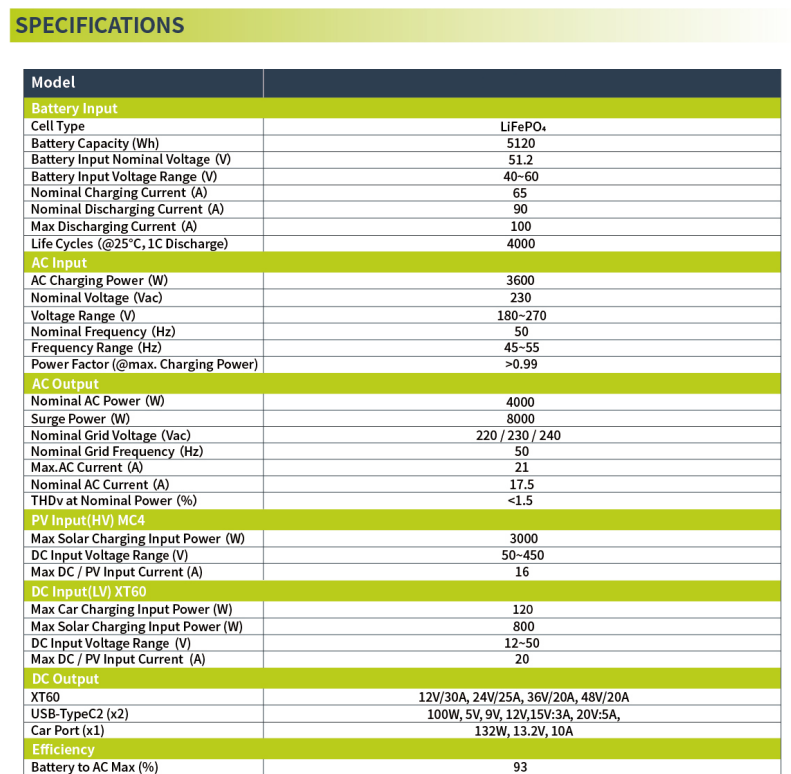 SPECIFICATIONS
Model
Battery Input
Cell Type LiFePO₄
Battery Capacity (Wh) 5120
Battery Input Nominal Voltage (V) 51.2
Battery Input Voltage Range (V) 40~60
Nominal Charging Current (A) 65
Nominal Discharging Current (A) 90
Max Discharging Current (A) 100
Life Cycles (@25°C, 1C Discharge) 4000
AC Input
AC Charging Power (W) 3600
Nominal Voltage (Vac) 230
Voltage Range (V) 180~270
Nominal Frequency (Hz) 50
Frequency Range (Hz) 45~55
Power Factor (@max. Charging Power) >0.99
AC Output
Nominal AC Power (W) 4000
Surge Power (W) 8000
Nominal Grid Voltage (Vac) 220 / 230 / 240
Nominal Grid Frequency (Hz) 50
Max.AC Current (A) 21
Nominal AC Current (A) 17.5
THDv at Nominal Power (%) <1.5
PV Input(HV) MC4
Max Solar Charging Input Power (W) 3000
DC Input Voltage Range (V) 50~450
Max DC / PV Input Current (A) 16
DC Input(LV) XT60
Max Car Charging Input Power (W) 120
Max Solar Charging Input Power (W) 800
DC Input Voltage Range (V) 12~50
Max DC / PV Input Current (A) 20
DC Output
XT60 12V/30A, 24V/25A, 36V/20A, 48V/20A
USB-TypeC2 (x2) 100W, 5V, 9V, 12V,15V:3A, 20V:5A,
Car Port (x1) 132W, 13.2V, 10A
Efficiency
Battery to AC Max (%) 93